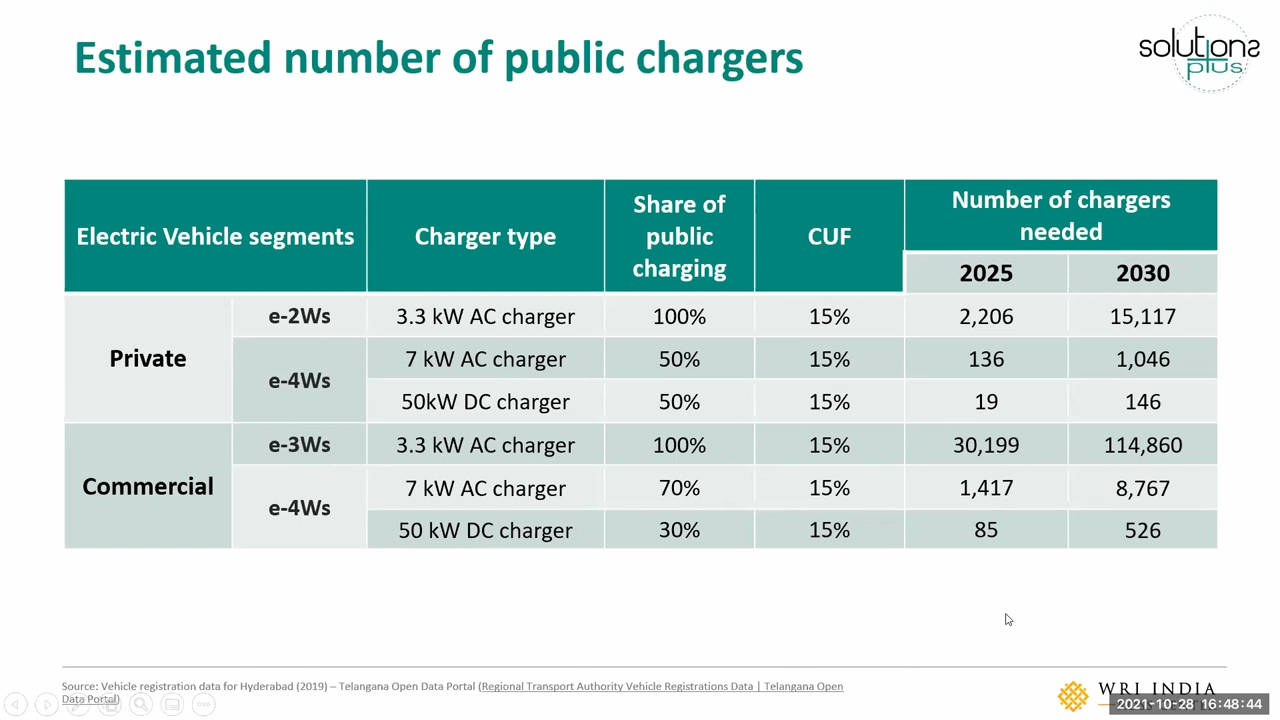 Estimated number of public chargers
solutions
plus
Electric Vehicle segments
Charger type
Share of
public
charging
CUF
Number of chargers
needed
2025
2030
Private
e-2Ws
3.3 kW AC charger
100%
15%
2,206
15,117
e-4Ws
7 kW AC charger
50%
15%
136
1,046
50kW DC charger
50%
15%
19
146
Commercial
e-3Ws
3.3 kW AC charger
100%
15%
30,199
114,860
e-4Ws
7 kW AC charger
70%
15%
1,417
8,767
50 kW DC charger
30%
15%
85
526
Source: Vehicle registration data for Hyderabad (2019) – Telangana Open Data Portal (Regional Transport Authority Vehicle Registrations Data | Telangana Open
Data Portal)
WRI INDIA
2021-10-28 16:48:44